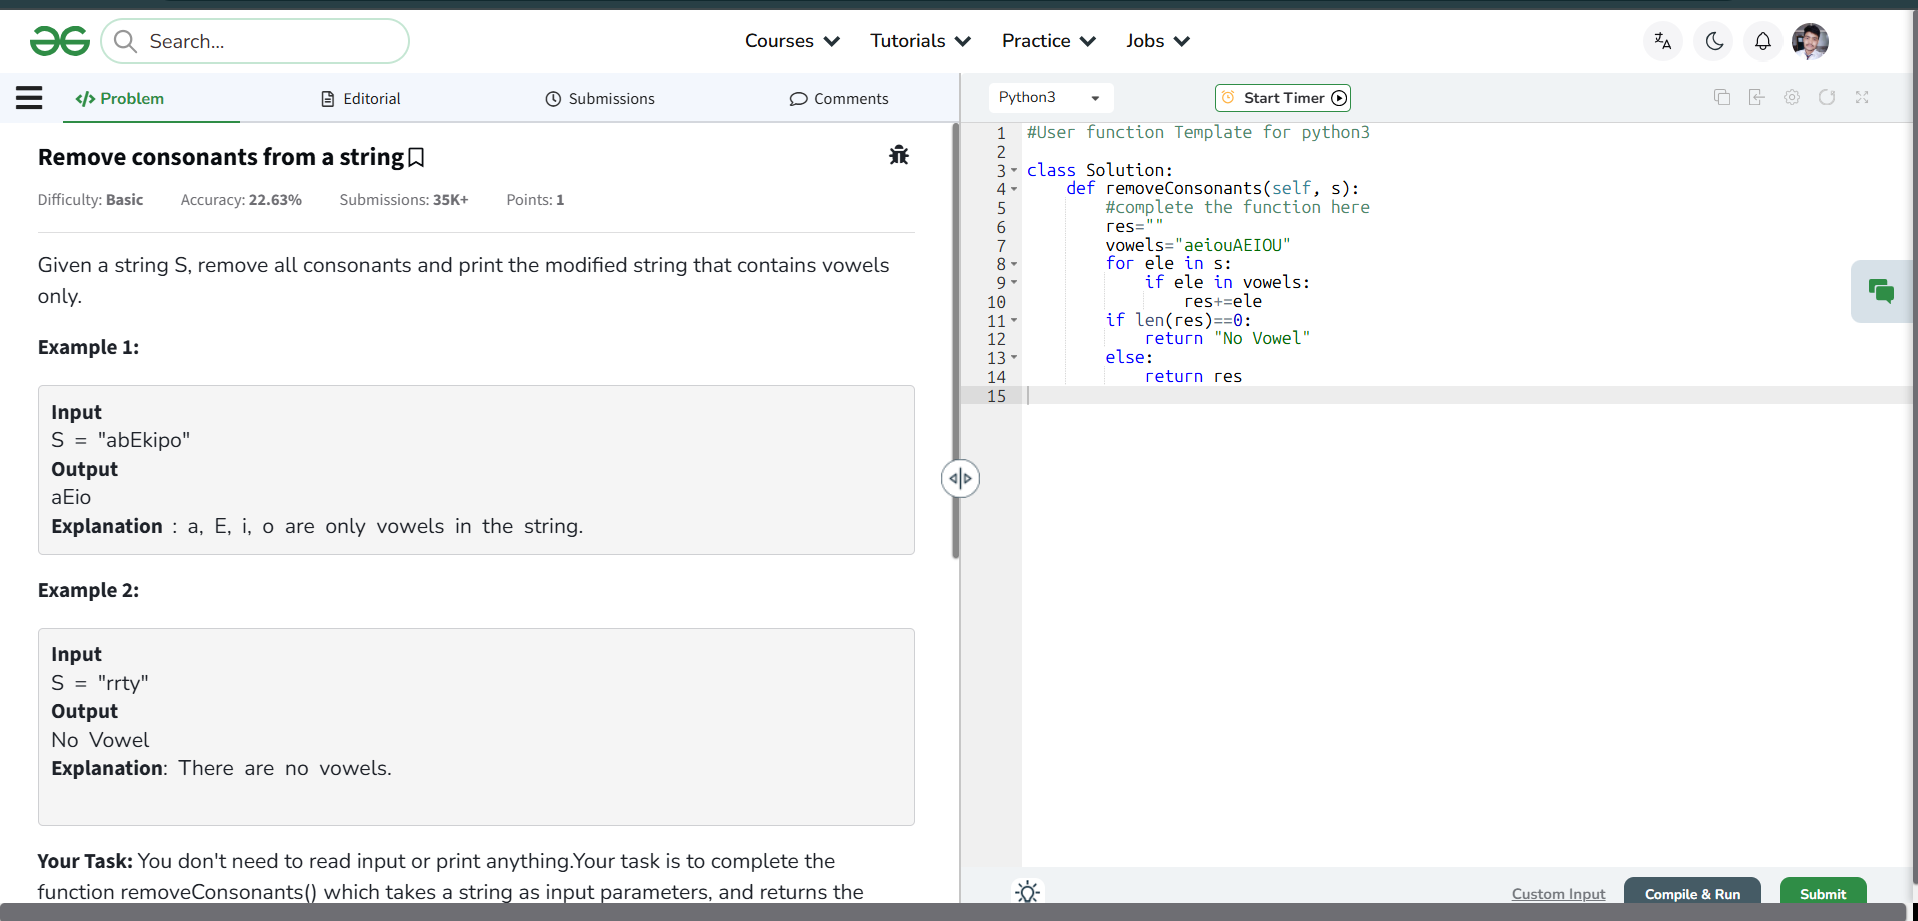 Search...
Courses
Tutorials
Practice
Jobs
Problem
Editorial
Submissions
Comments
Remove consonants from a string
Difficulty: Basic Accuracy: 22.63% Submissions: 35K+ Points: 1
Given a string S, remove all consonants and print the modified string that contains vowels
only.
Example 1:
Input
S = "abEkipo"
Output
aEio
Explanation : a, E, i, o are only vowels in the string.
Example 2:
Input
S = "rrty"
Output
No Vowel
Explanation: There are no vowels.
Your Task: You don't need to read input or print anything.Your task is to complete the
function removeConsonants() which takes a string as input parameters, and returns the
Python3
Start Timer
1 #User function Template for python3
2
3 class Solution:
4     def removeConsonants(self, s):
5         #complete the function here
6         res=""
7         vowels="aeiouAEIOU"
8         for ele in s:
9             if ele in vowels:
10                 res+=ele
11         if len(res)==0:
12             return "No Vowel"
13         else:
14             return res
15
Custom Input
Compile & Run
Submit